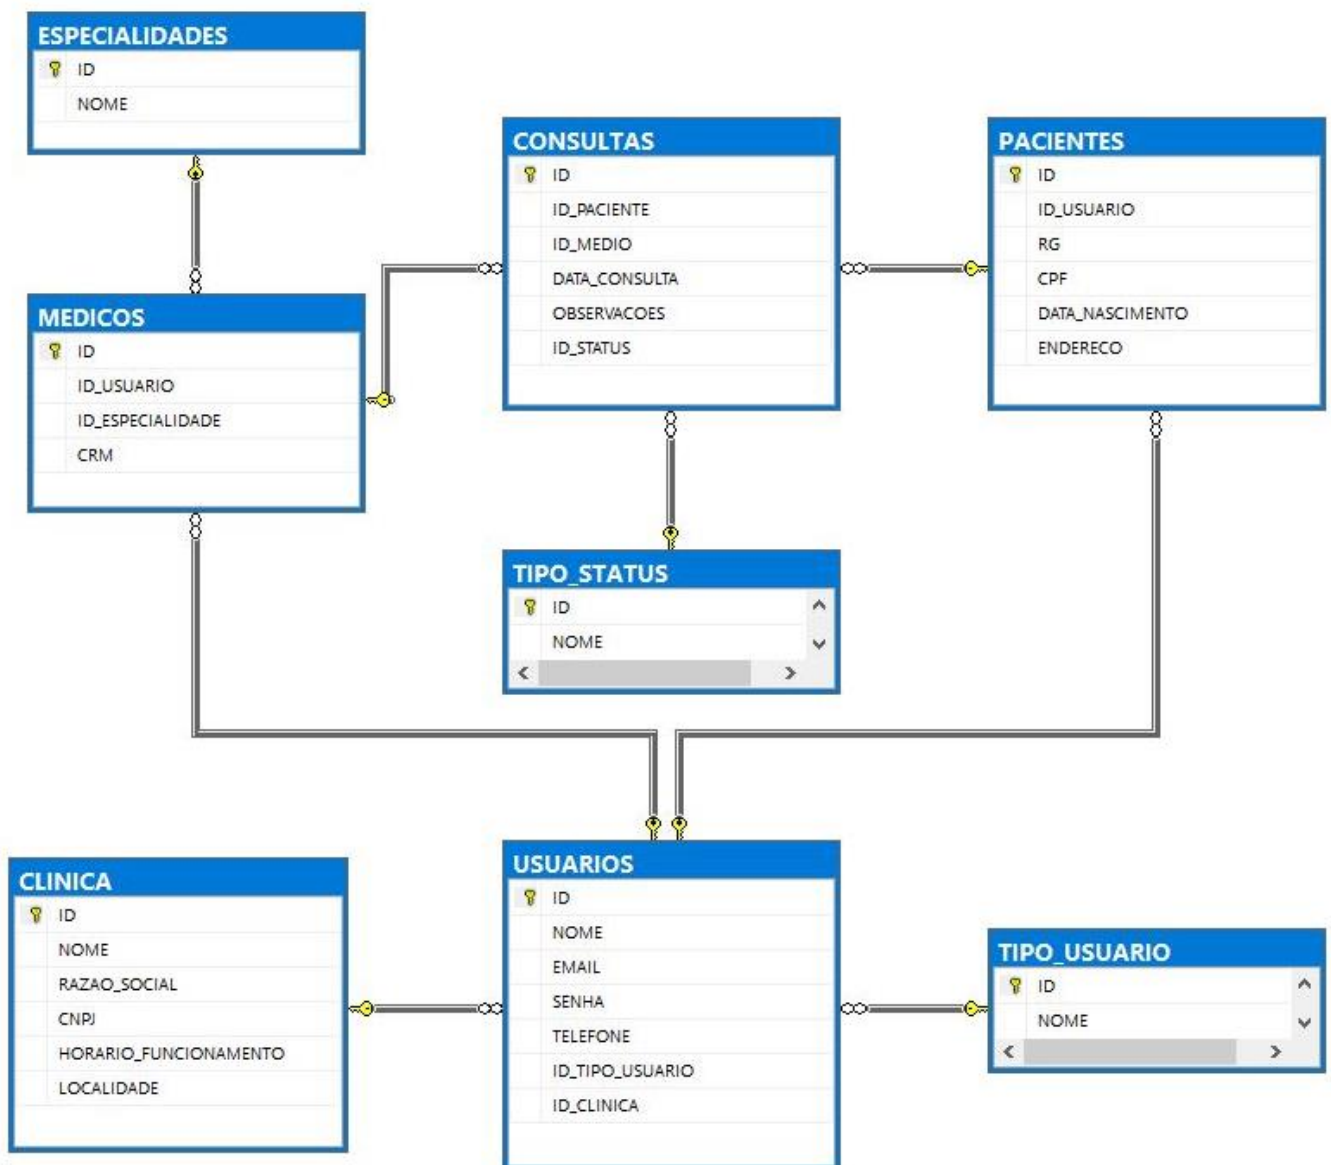 ESPECIALIDADES
ID
NOME
CONSULTAS
ID
ID_PACIENTE
ID_MEDIO
DATA_CONSULTA
OBSERVACOES
ID_STATUS
PACIENTES
ID
ID_USUARIO
RG
CPF
DATA_NASCIMENTO
ENDERECO
MEDICOS
ID
ID_USUARIO
ID_ESPECIALIDADE
CRM
TIPO_STATUS
ID
NOME
CLINICA
ID
NOME
RAZAO_SOCIAL
CNPJ
HORARIO_FUNCIONAMENTO
LOCALIDADE
USUARIOS
ID
NOME
EMAIL
SENHA
TELEFONE
ID_TIPO_USUARIO
ID_CLINICA
TIPO_USUARIO
ID
NOME